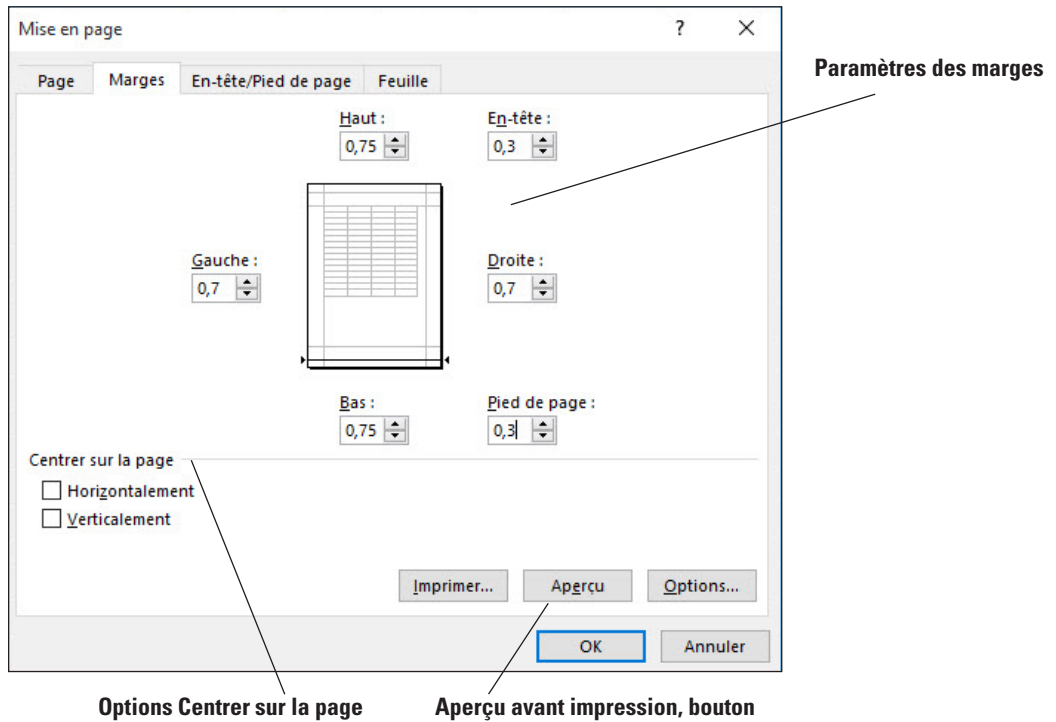 Mise en page
?
Page Marges En-tête/Pied de page Feuille
Paramètres des marges
Haut : En-tête :
0,75 0,3
Gauche : Droite :
0,7 0,7
Bas : Pied de page :
0,75 0,3
Centrer sur la page
Horizontalement
Verticalement
Imprimer... Aperçu Options...
OK Annuler
Options Centrer sur la page Aperçu avant impression, bouton